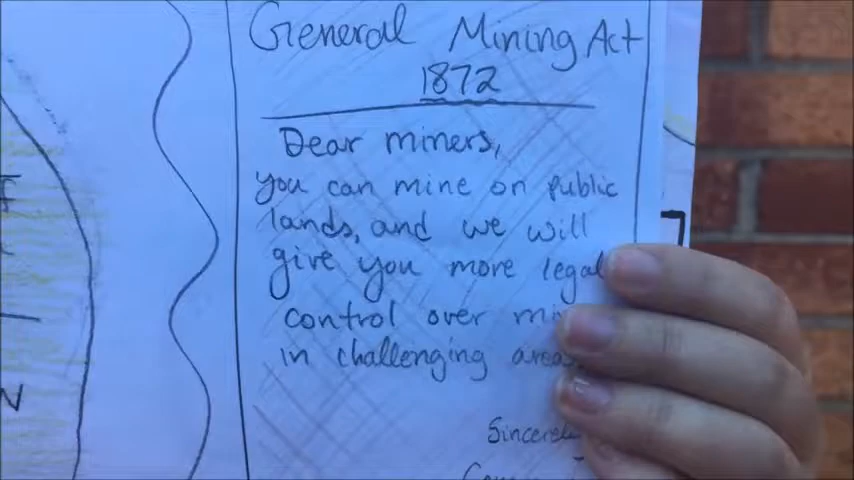 General Mining Act
1872
Dear miners,
you can mine on public
lands, and we will
give you more legal
control over
in challenging areas